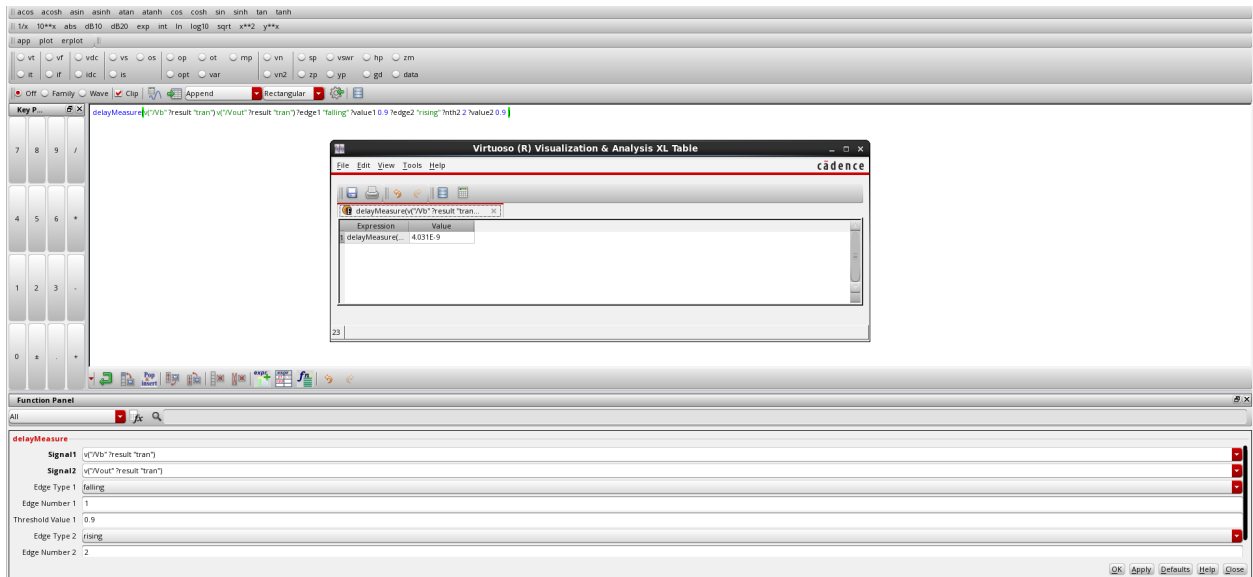 acos acosh asin asinh atan atanh cos cosh sin sinh tan tanh
1/x 10**x abs dB10 dB20 exp int ln log10 sqrt x**2 y**x
app plot erplot
vt vf vdc vs os op ot mp vn sp vswr hp zm
it if idc is opt var vn2 zp yp gd data
Off Family Wave Clip Append Rectangular
Key P...
delayMeasure(v("/Vb" ?result "tran") v("/Vout" ?result "tran") ?edge1 "falling" ?value1 0.9 ?edge2 "rising" ?nth2 2 ?value2 0.9 )
7 8 9 /
4 5 6 *
1 2 3 -
0 ± . +
Virtuoso (R) Visualization & Analysis XL Table
File Edit View Tools Help
cādence
delayMeasure(v("/Vb" ?result "tran...
Expression Value
1 delayMeasure(... 4.031E-9
23
Pop
insert
expr
expr
fn
Function Panel
All
fx
delayMeasure
Signal1 v("/Vb" ?result "tran")
Signal2 v("/Vout" ?result "tran")
Edge Type 1 falling
Edge Number 1 1
Threshold Value 1 0.9
Edge Type 2 rising
Edge Number 2 2
OK Apply Defaults Help Close